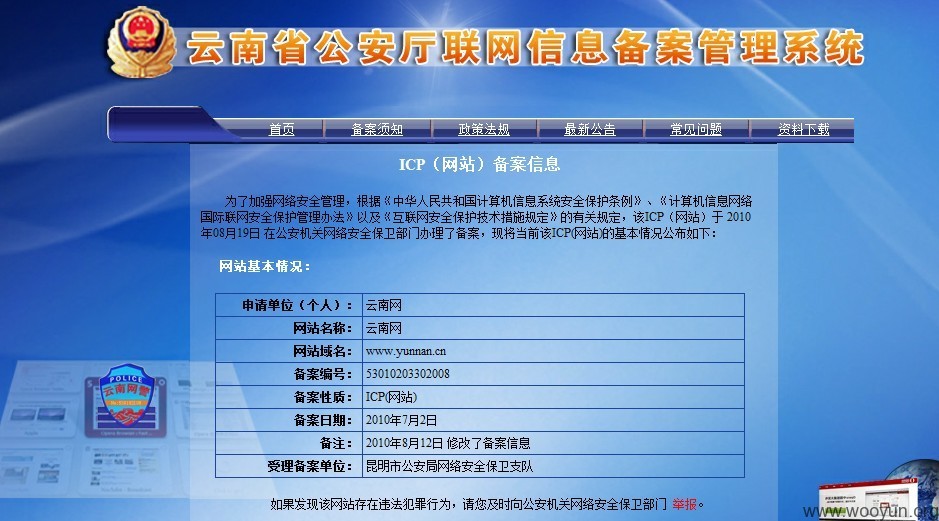 云南省公安厅联网信息备案管理系统
首页 备案须知 政策法规 最新公告 常见问题 资料下载
ICP（网站）备案信息
为了加强网络安全管理，根据《中华人民共和国计算机信息系统安全保护条例》、《计算机信息网络
国际联网安全保护管理办法》以及《互联网安全保护技术措施规定》的有关规定，该ICP（网站）于 2010
年08月19日 在公安机关网络安全保卫部门办理了备案，现将当前该ICP(网站)的基本情况公布如下：
网站基本情况：
申请单位（个人）： 云南网
网站名称： 云南网
网站域名： www.yunnan.cn
备案编号： 53010203302008
备案性质： ICP(网站)
备案日期： 2010年7月2日
备注： 2010年8月12日 修改了备案信息
受理备案单位： 昆明市公安局网络安全保卫支队
如果发现该网站存在违法犯罪行为，请您及时向公安机关网络安全保卫部门 举报。
POLICE
云南网警
www.wooyun.org